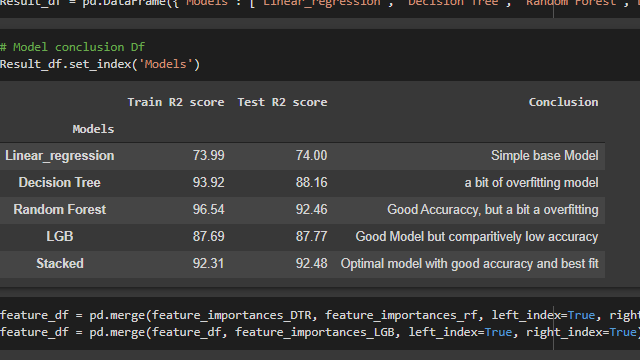 Result_df = pd.DataFrame({'Models': ['Linear_regression', 'Decision Tree', 'Random Forest',
# Model conclusion Df
Result_df.set_index('Models')
Train R2 score Test R2 score Conclusion
Models
Linear_regression 73.99 74.00 Simple base Model
Decision Tree 93.92 88.16 a bit of overfitting model
Random Forest 96.54 92.46 Good Accuraccy, but a bit a overfitting
LGB 87.69 87.77 Good Model but comparitively low accuracy
Stacked 92.31 92.48 Optimal model with good accuracy and best fit
feature_df = pd.merge(feature_importances_DTR, feature_importances_rf, left_index=True, right
feature_df = pd.merge(feature_df, feature_importances_LGB, left_index=True, right_index=True)